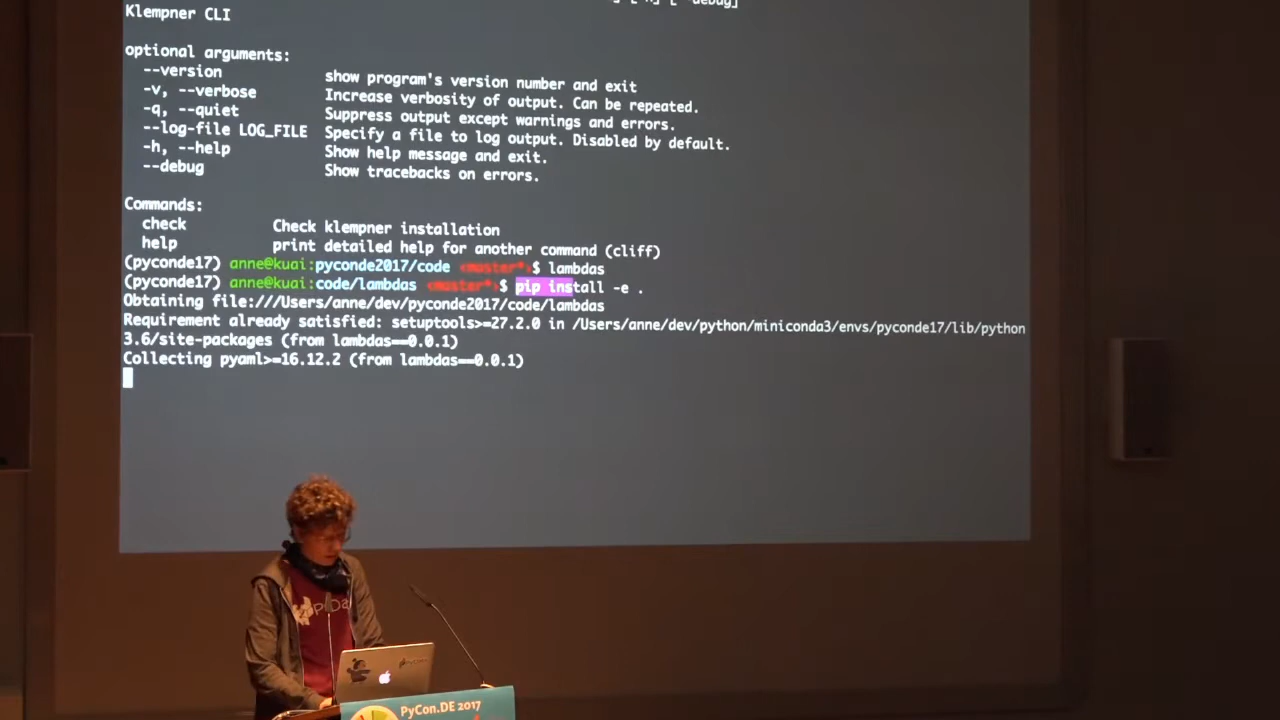 Klempner CLI
optional arguments:
--version show program's version number and exit
-v, --verbose Increase verbosity of output. Can be repeated.
-q, --quiet Suppress output except warnings and errors.
--log-file LOG_FILE Specify a file to log output. Disabled by default.
-h, --help Show help message and exit.
--debug Show tracebacks on errors.
Commands:
check Check klempner installation
help print detailed help for another command (cliff)
(pyconde17) anne@kuai:pyconde2017/code <master*>$ lambdas
(pyconde17) anne@kuai:code/lambdas <master*>$ pip install -e .
Obtaining file:///Users/anne/dev/pyconde2017/code/lambdas
Requirement already satisfied: setuptools>=27.2.0 in /Users/anne/dev/python/miniconda3/envs/pyconde17/lib/python
3.6/site-packages (from lambdas==0.0.1)
Collecting pyaml>=16.12.2 (from lambdas==0.0.1)
PyCon.DE 2017